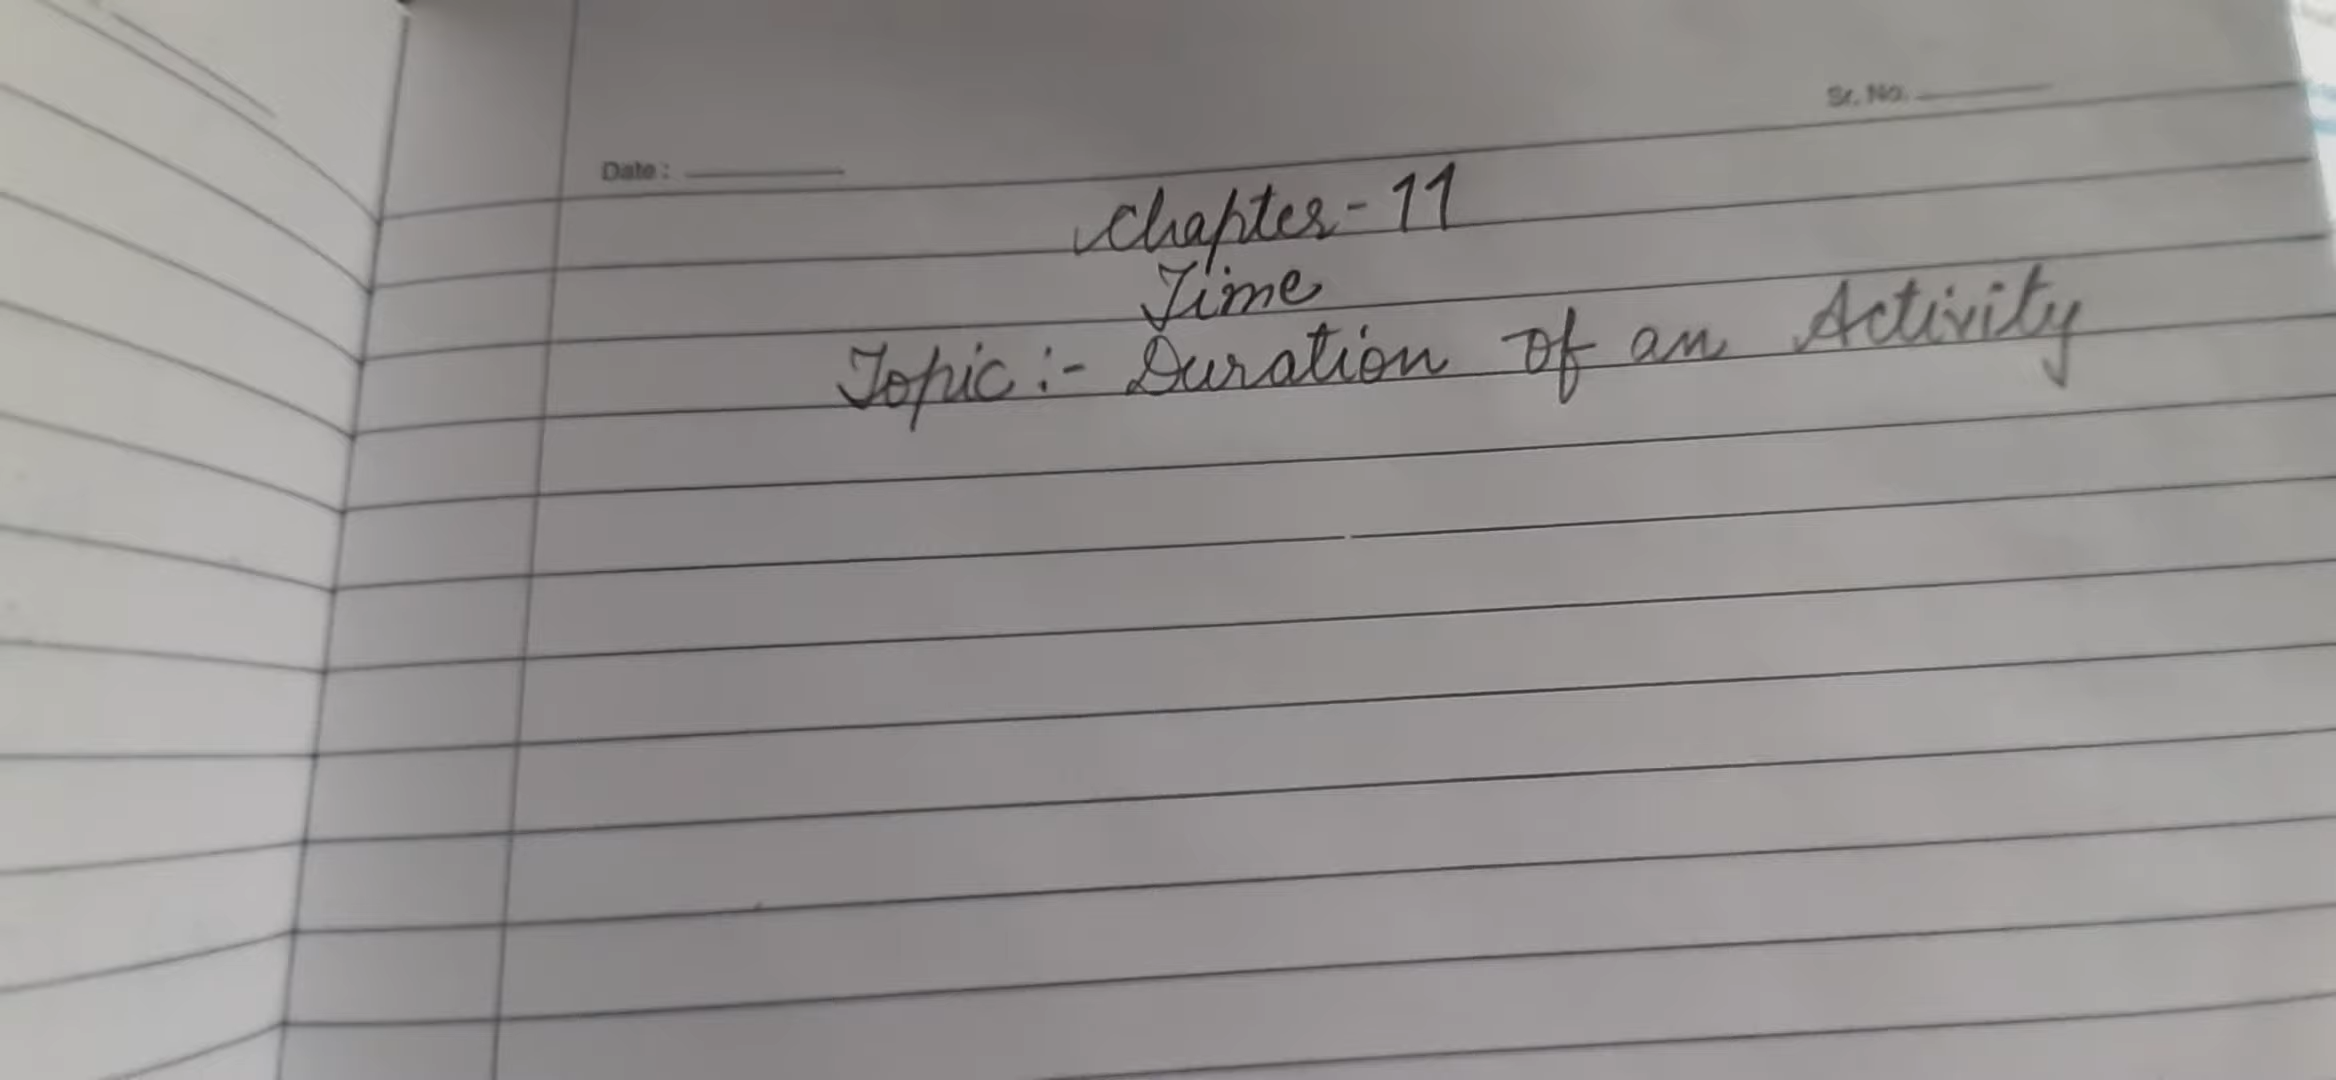 Sr. No.
Date :
Chapter - 11
Time
Topic :- Duration of an Activity